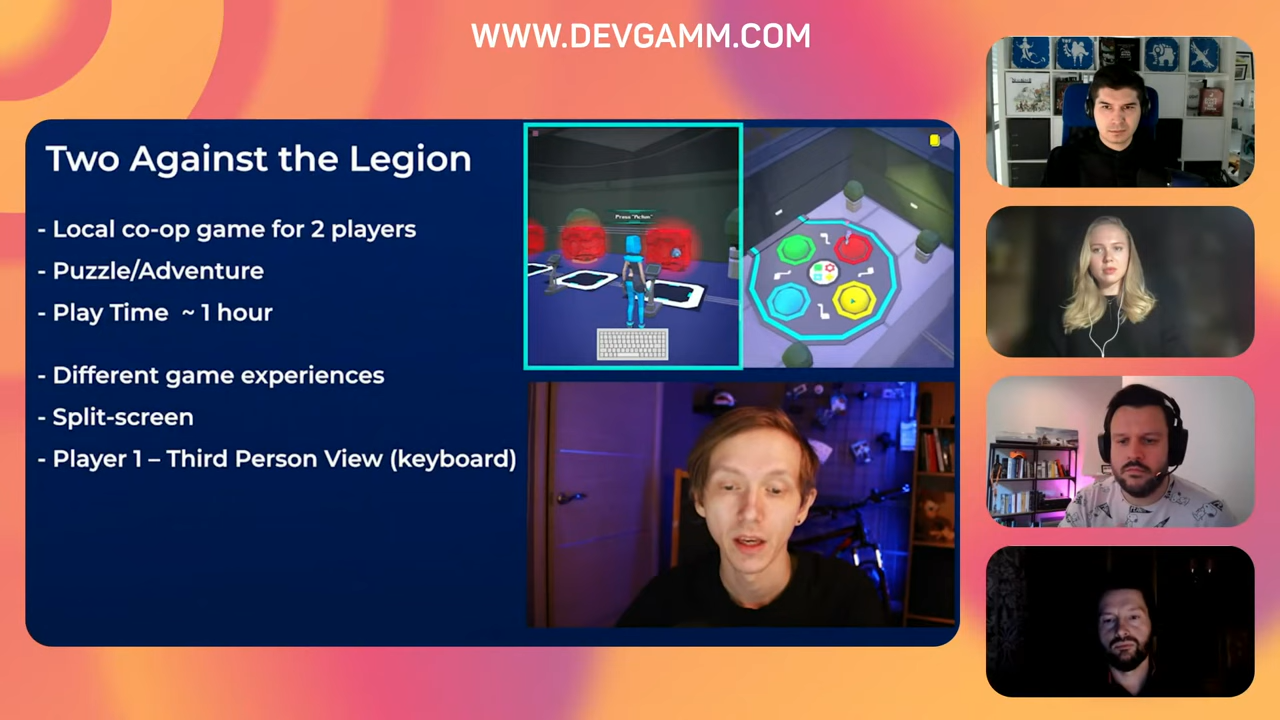 WWW.DEVGAMM.COM
Two Against the Legion
- Local co-op game for 2 players
- Puzzle/Adventure
- Play Time ~ 1 hour
- Different game experiences
- Split-screen
- Player 1 – Third Person View (keyboard)
Press "Action"